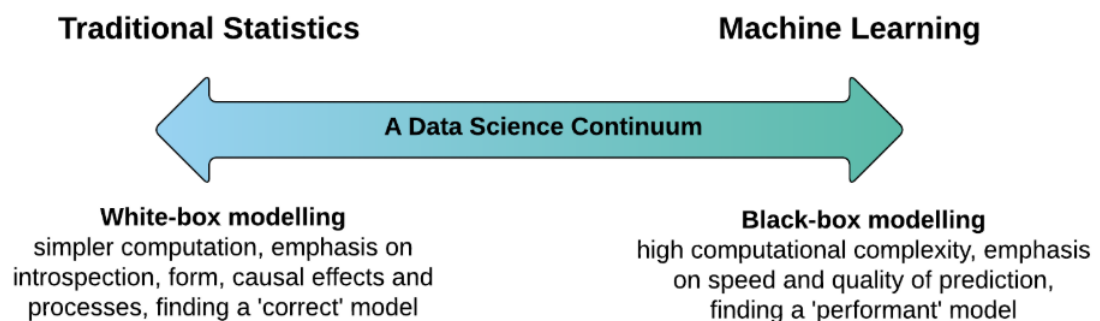 Traditional Statistics
Machine Learning
A Data Science Continuum
White-box modelling
simpler computation, emphasis on
introspection, form, causal effects and
processes, finding a 'correct' model
Black-box modelling
high computational complexity, emphasis
on speed and quality of prediction,
finding a 'performant' model